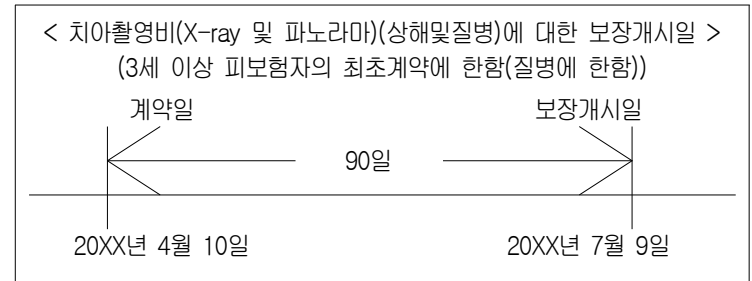 < 치아촬영비(X-ray 및 파노라마)(상해및질병)에 대한 보장개시일 >
(3세 이상 피보험자의 최초계약에 한함(질병에 한함))
계약일 보장개시일
90일
20XX년 4월 10일 20XX년 7월 9일